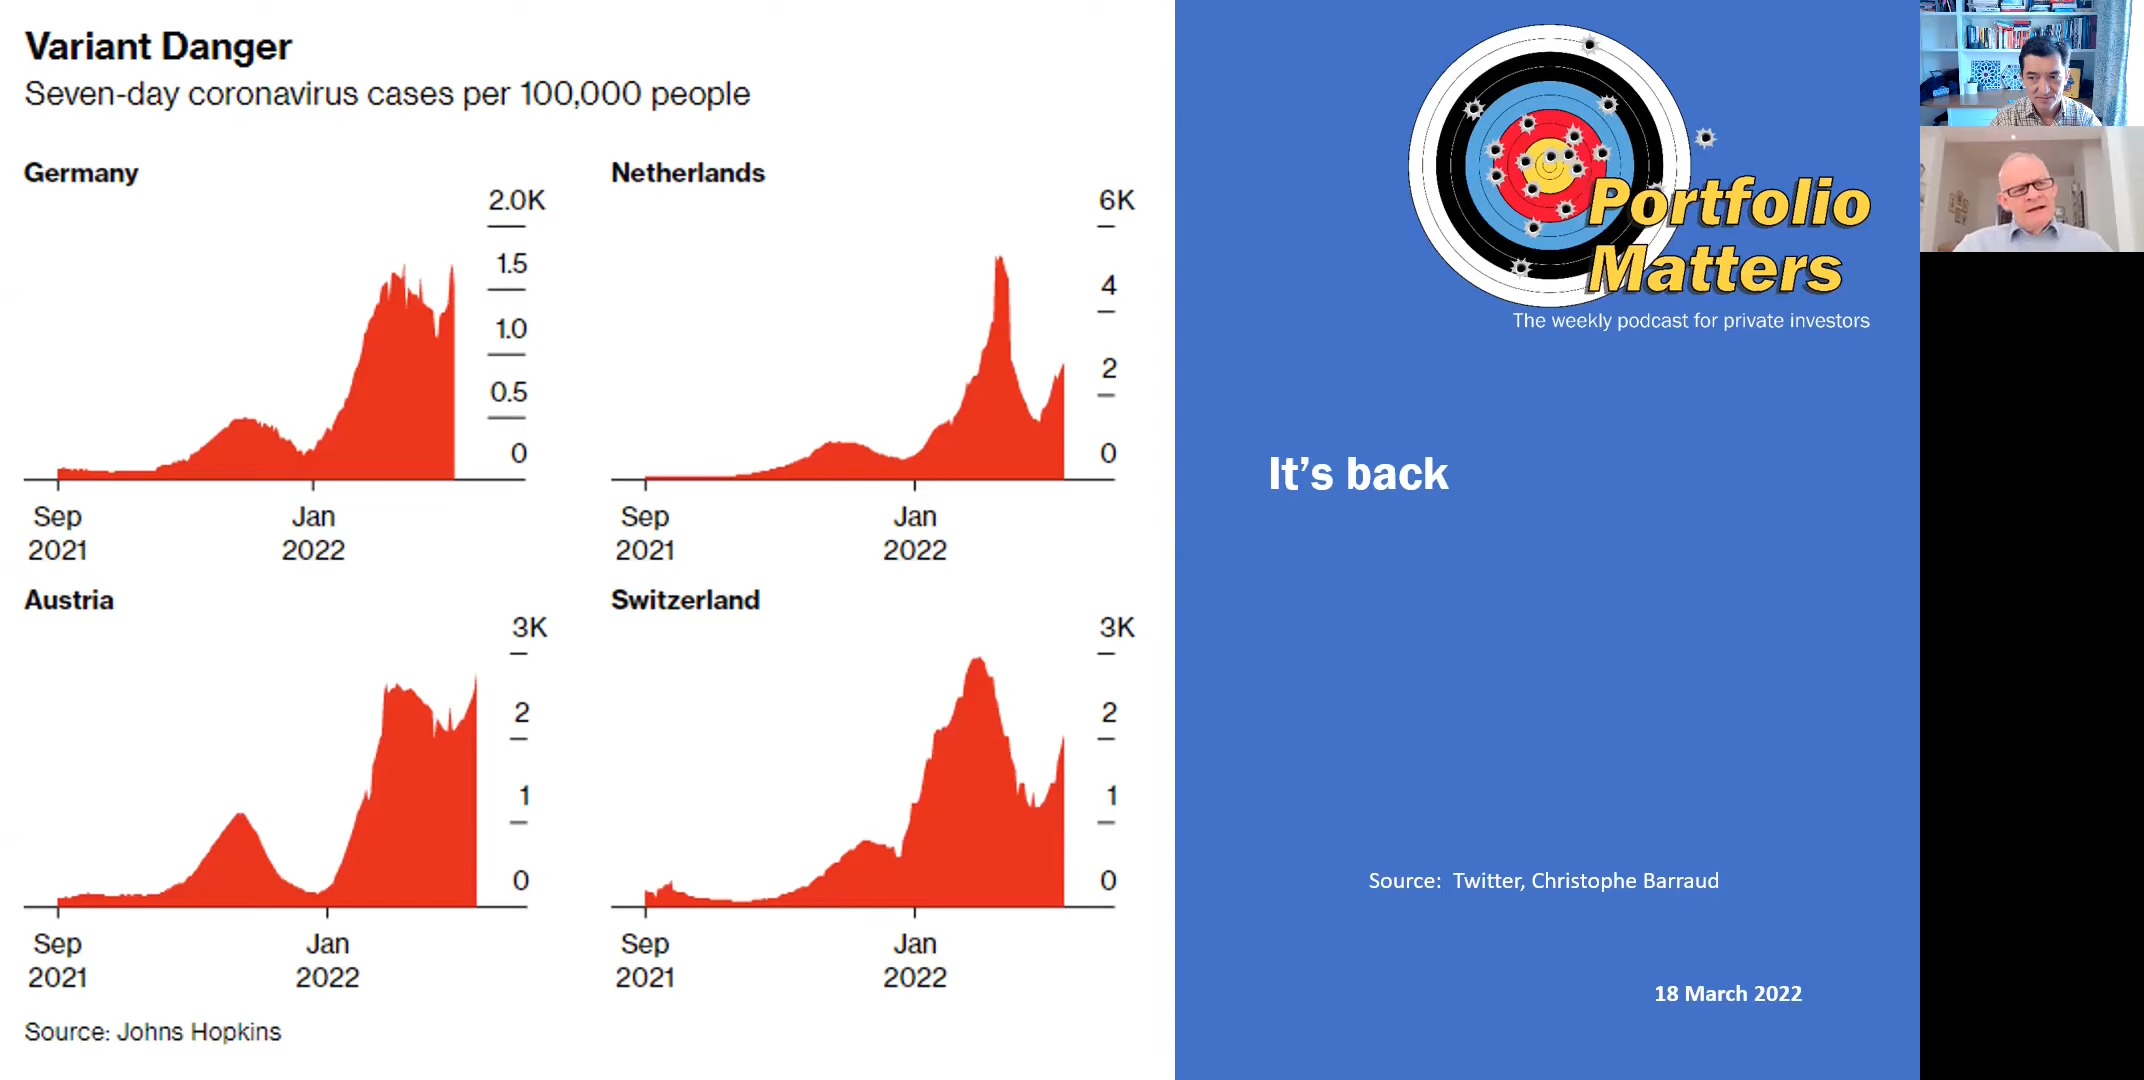 Variant Danger
Seven-day coronavirus cases per 100,000 people
Germany
2.0K
1.5
1.0
0.5
0
Sep
2021
Jan
2022
Netherlands
6K
4
2
0
Sep
2021
Jan
2022
Austria
3K
2
1
0
Sep
2021
Jan
2022
Switzerland
3K
2
1
0
Sep
2021
Jan
2022
Source: Johns Hopkins
Portfolio
Matters
The weekly podcast for private investors
It’s back
Source: Twitter, Christophe Barraud
18 March 2022